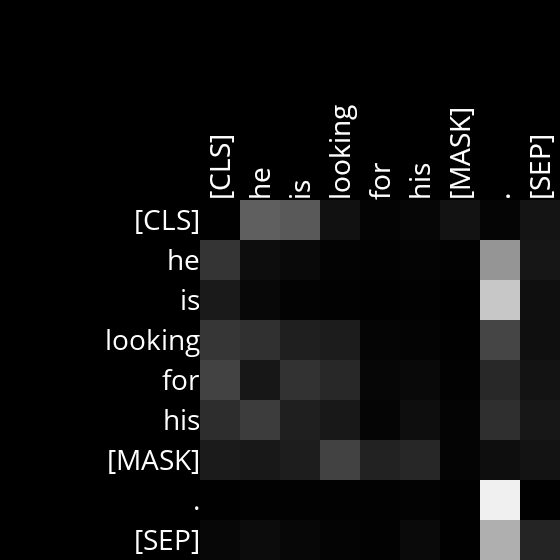 [CLS] he is looking for his [MASK] . [SEP]
[CLS]
he
is
looking
for
his
[MASK]
.
[SEP]